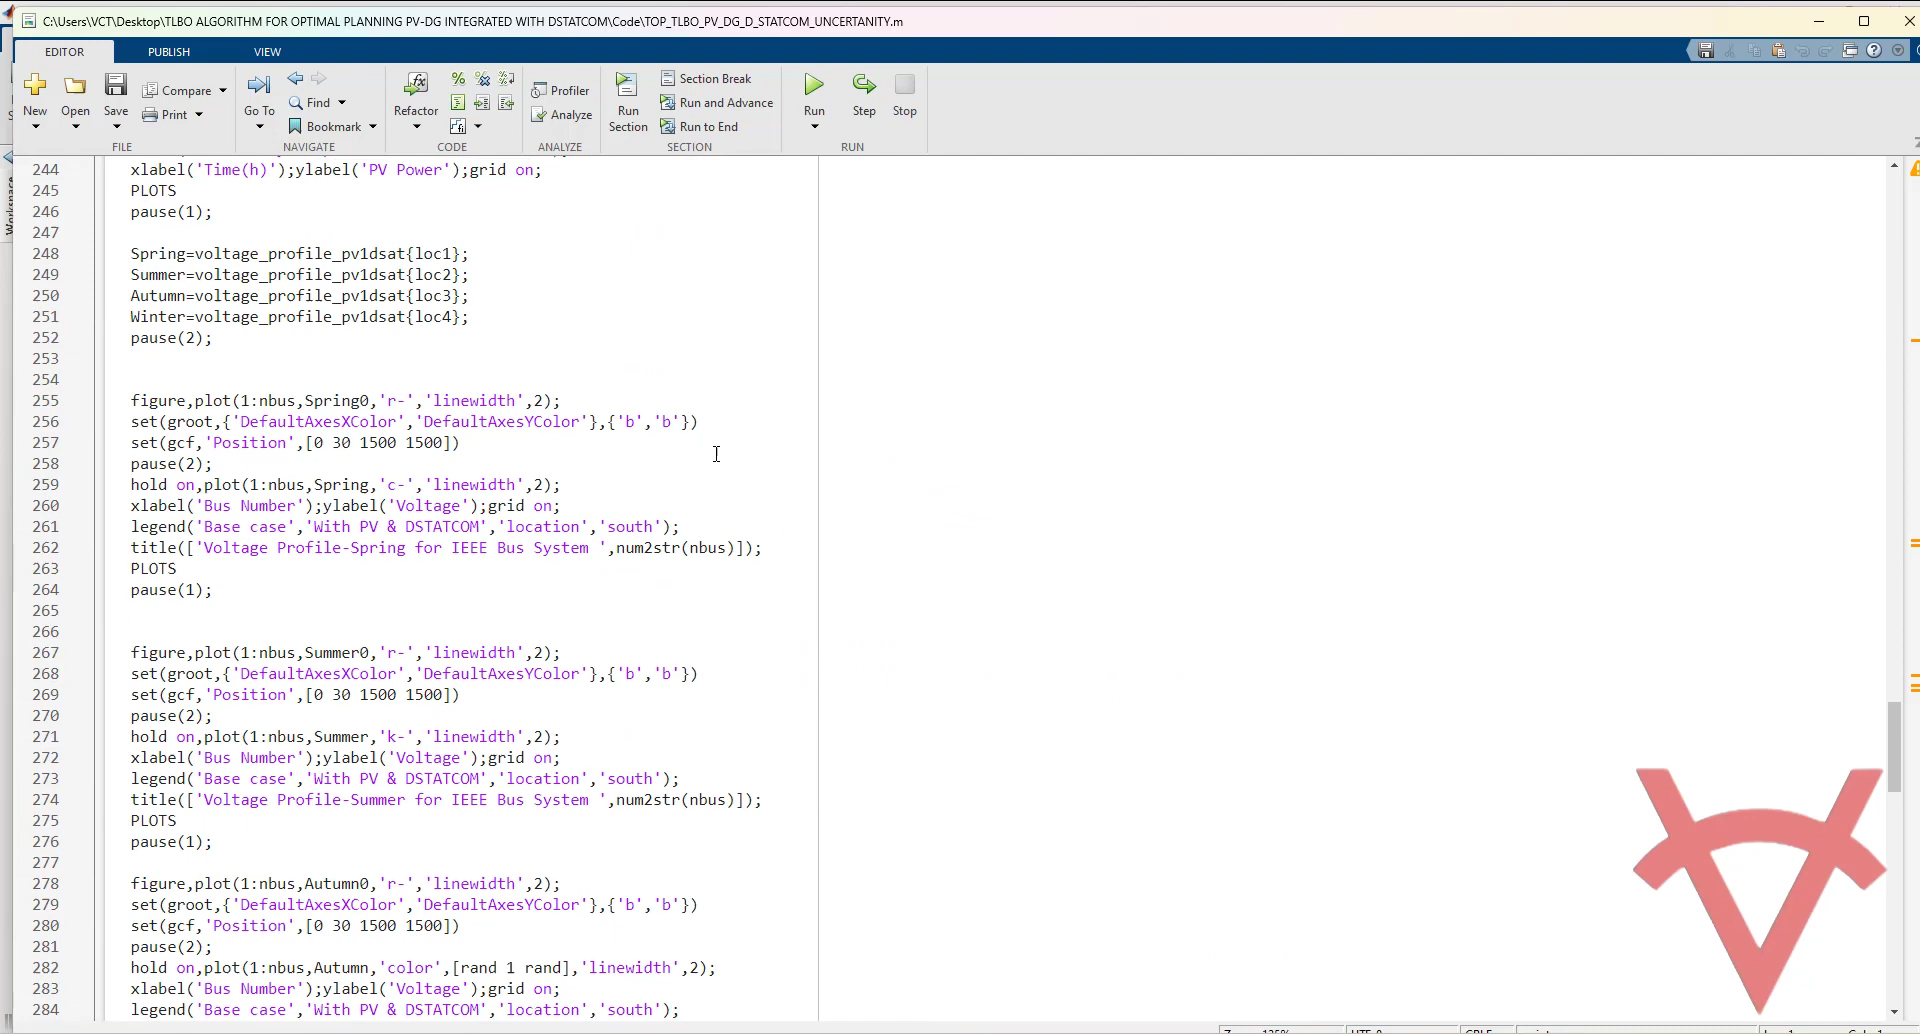 C:\Users\VCT\Desktop\TLBO ALGORITHM FOR OPTIMAL PLANNING PV-DG INTEGRATED WITH DSTATCOM\Code\TOP_TLBO_PV_DG_D_STATCOM_UNCERTANITY.m
EDITOR PUBLISH VIEW
New Open Save Compare Print Go To Find Bookmark Refactor Profiler Analyze Run Section Section Break Run and Advance Run to End Run Step Stop
FILE NAVIGATE CODE ANALYZE SECTION RUN
Workspace
244 xlabel('Time(h)');ylabel('PV Power');grid on;
245 PLOTS
246 pause(1);
247
248 Spring=voltage_profile_pv1dsat{loc1};
249 Summer=voltage_profile_pv1dsat{loc2};
250 Autumn=voltage_profile_pv1dsat{loc3};
251 Winter=voltage_profile_pv1dsat{loc4};
252 pause(2);
253
254
255 figure,plot(1:nbus,Spring0,'r-','linewidth',2);
256 set(groot,{'DefaultAxesXColor','DefaultAxesYColor'},{'b','b'})
257 set(gcf,'Position',[0 30 1500 1500])
258 pause(2);
259 hold on,plot(1:nbus,Spring,'c-','linewidth',2);
260 xlabel('Bus Number');ylabel('Voltage');grid on;
261 legend('Base case','With PV & DSTATCOM','location','south');
262 title(['Voltage Profile-Spring for IEEE Bus System ',num2str(nbus)]);
263 PLOTS
264 pause(1);
265
266
267 figure,plot(1:nbus,Summer0,'r-','linewidth',2);
268 set(groot,{'DefaultAxesXColor','DefaultAxesYColor'},{'b','b'})
269 set(gcf,'Position',[0 30 1500 1500])
270 pause(2);
271 hold on,plot(1:nbus,Summer,'k-','linewidth',2);
272 xlabel('Bus Number');ylabel('Voltage');grid on;
273 legend('Base case','With PV & DSTATCOM','location','south');
274 title(['Voltage Profile-Summer for IEEE Bus System ',num2str(nbus)]);
275 PLOTS
276 pause(1);
277
278 figure,plot(1:nbus,Autumn0,'r-','linewidth',2);
279 set(groot,{'DefaultAxesXColor','DefaultAxesYColor'},{'b','b'})
280 set(gcf,'Position',[0 30 1500 1500])
281 pause(2);
282 hold on,plot(1:nbus,Autumn,'color',[rand 1 rand],'linewidth',2);
283 xlabel('Bus Number');ylabel('Voltage');grid on;
284 legend('Base case','With PV & DSTATCOM','location','south');